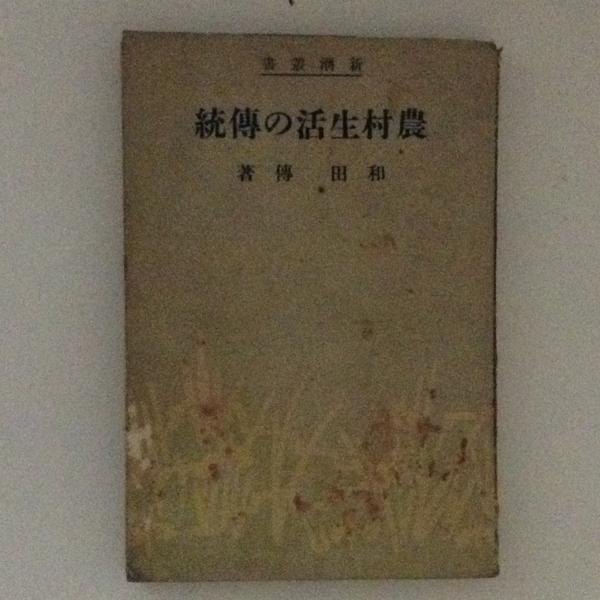 新潮叢書
農村生活の傳統
和田 傳 著